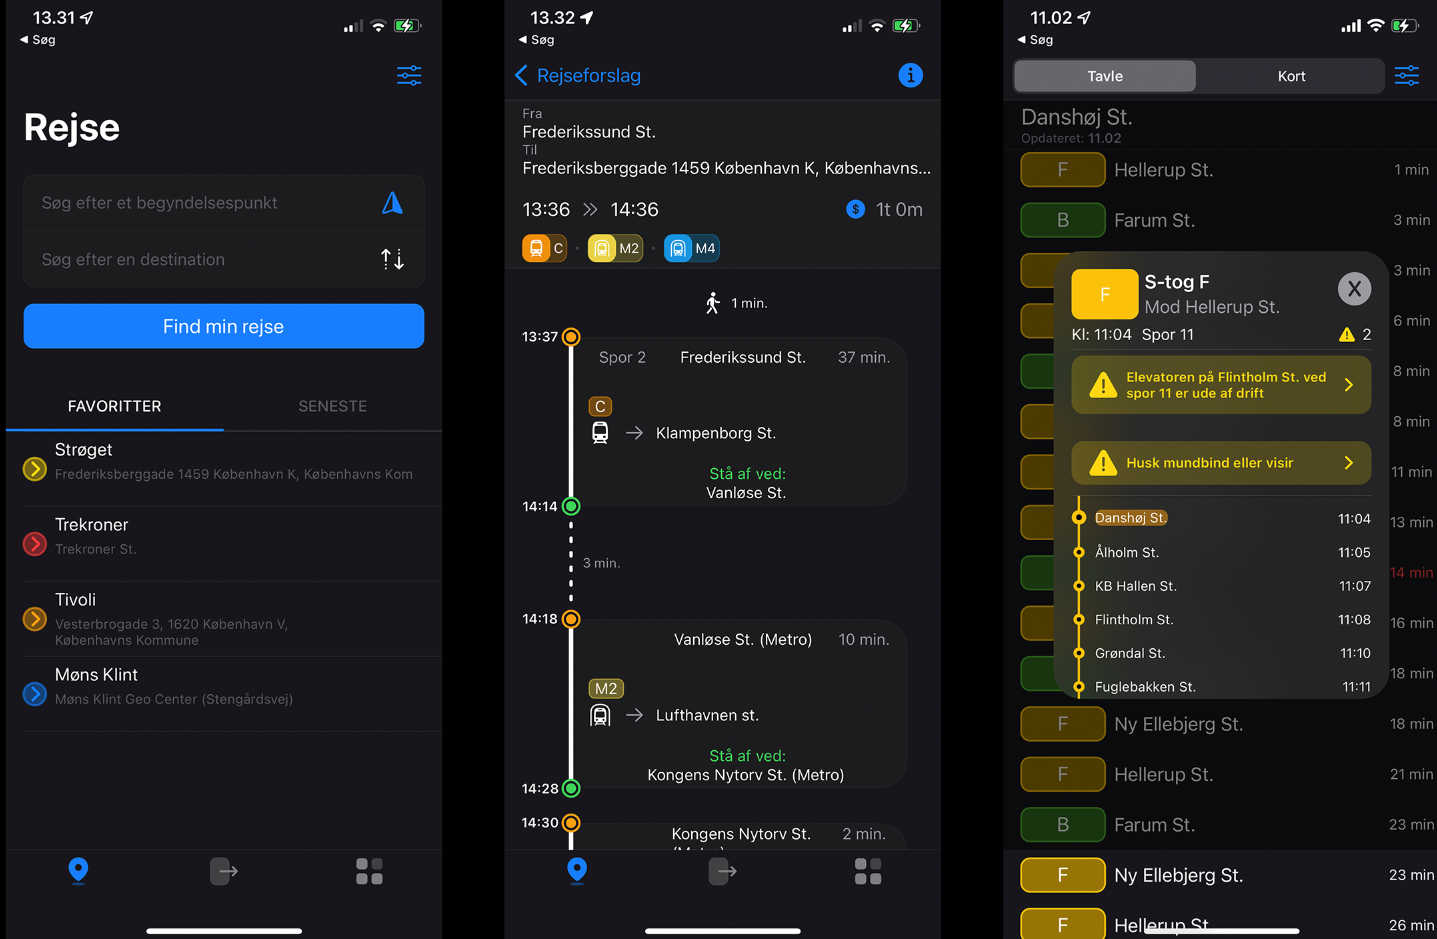 13.31
◀ Søg
Rejse
Søg efter et begyndelsespunkt
Søg efter en destination
Find min rejse
FAVORITTER
SENESTE
Strøget
Frederiksberggade 1459 København K, Københavns Kom
Trekroner
Trekroner St.
Tivoli
Vesterbrogade 3, 1620 København V,
Københavns Kommune
Møns Klint
Møns Klint Geo Center (Stengårdsvej)
13.32
◀ Søg
Rejseforslag
i
Fra
Frederikssund St.
Til
Frederiksberggade 1459 København K, Københavns...
13:36 » 14:36
$ 1t 0m
C · M2 · M4
1 min.
13:37
Spor 2 Frederikssund St. 37 min.
C
→ Klampenborg St.
Stå af ved:
Vanløse St.
14:14
3 min.
14:18
Vanløse St. (Metro) 10 min.
M2
→ Lufthavnen st.
Stå af ved:
Kongens Nytorv St. (Metro)
14:28
14:30
Kongens Nytorv St. 2 min.
(Metro)
11.02
◀ Søg
Tavle
Kort
Danshøj St.
Opdateret: 11.02
F Hellerup St. 1 min
B Farum St. 3 min
3 min
6 min
8 min
8 min
11 min
13 min
14 min
16 min
18 min
F
S-tog F
Mod Hellerup St.
X
Kl: 11:04 Spor 11
2
Elevatoren på Flintholm St. ved
spor 11 er ude af drift
Husk mundbind eller visir
Danshøj St. 11:04
Ålholm St. 11:05
KB Hallen St. 11:07
Flintholm St. 11:08
Grøndal St. 11:10
Fuglebakken St. 11:11
F Ny Ellebjerg St. 18 min
F Hellerup St. 21 min
B Farum St. 23 min
F Ny Ellebjerg St. 23 min
F Hellerup St. 26 min